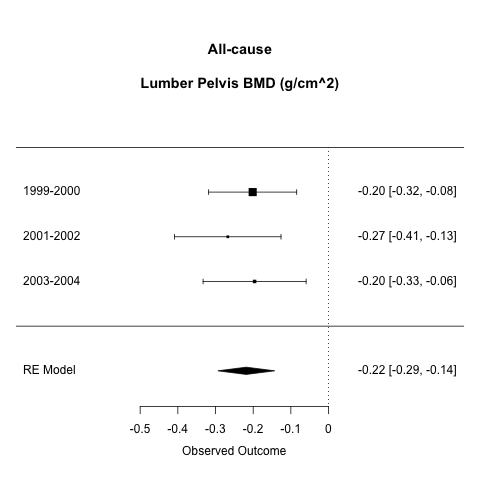 All-cause
Lumber Pelvis BMD (g/cm^2)
1999-2000 -0.20 [-0.32, -0.08]
2001-2002 -0.27 [-0.41, -0.13]
2003-2004 -0.20 [-0.33, -0.06]
RE Model -0.22 [-0.29, -0.14]
-0.5 -0.4 -0.3 -0.2 -0.1 0
Observed Outcome